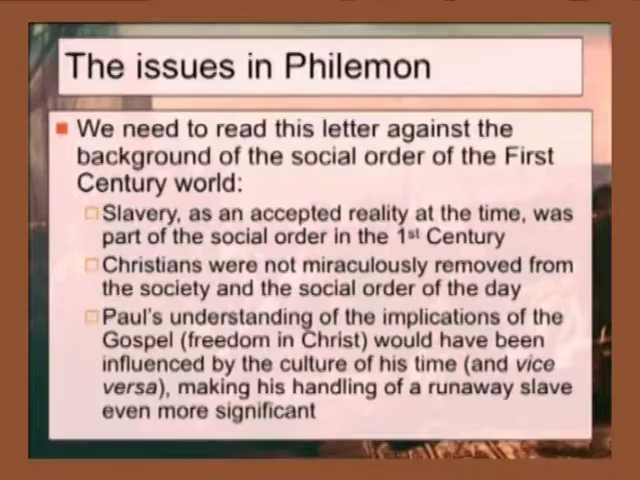 The issues in Philemon
We need to read this letter against the
background of the social order of the First
Century world:
Slavery, as an accepted reality at the time, was
part of the social order in the 1st Century
Christians were not miraculously removed from
the society and the social order of the day
Paul's understanding of the implications of the
Gospel (freedom in Christ) would have been
influenced by the culture of his time (and vice
versa), making his handling of a runaway slave
even more significant